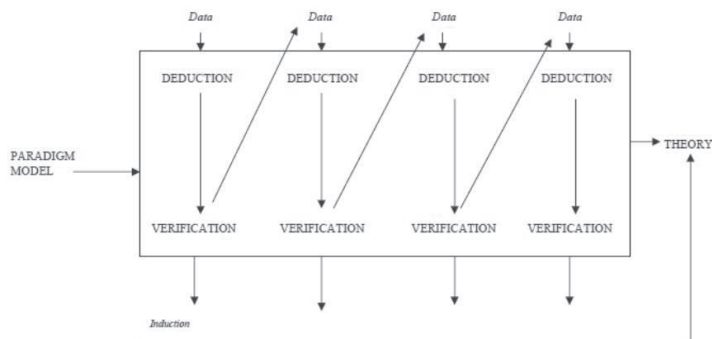 Data Data Data Data
DEDUCTION DEDUCTION DEDUCTION DEDUCTION
PARADIGM
MODEL
THEORY
VERIFICATION VERIFICATION VERIFICATION VERIFICATION
Induction